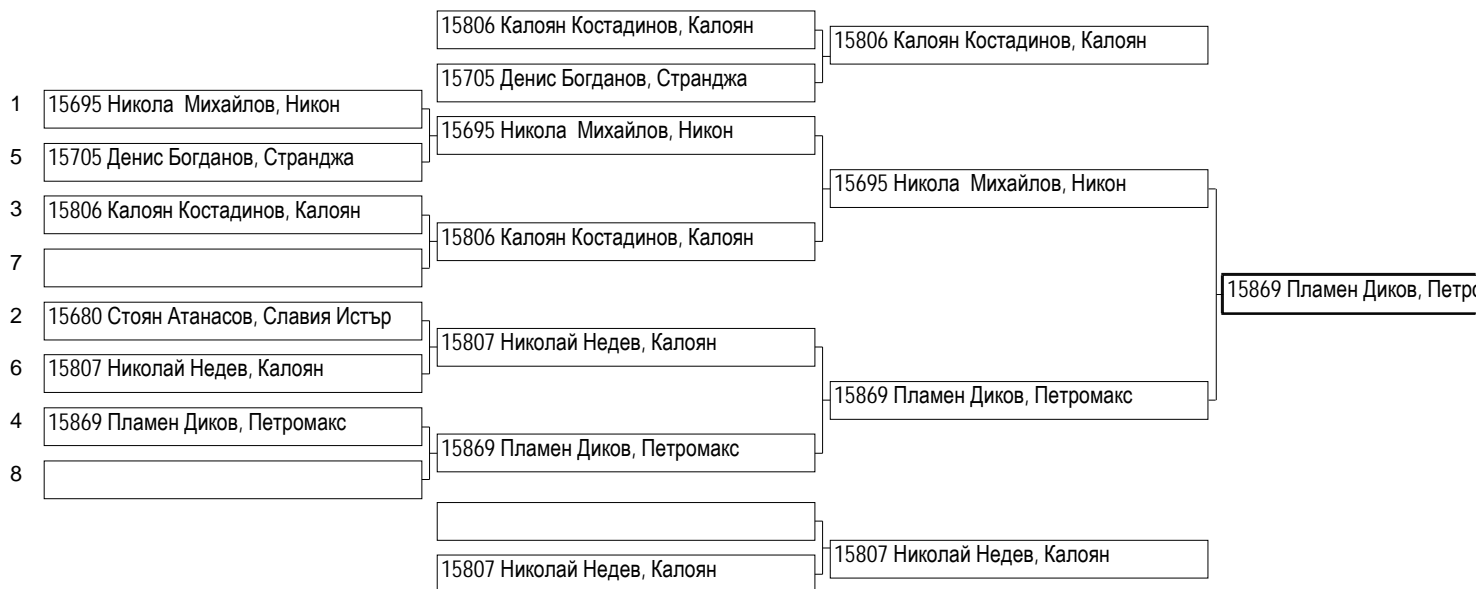 15806 Калоян Костадинов, Калоян
15806 Калоян Костадинов, Калоян
15705 Денис Богданов, Странджа
1 15695 Никола  Михайлов, Никон
15695 Никола  Михайлов, Никон
5 15705 Денис Богданов, Странджа
15695 Никола  Михайлов, Никон
3 15806 Калоян Костадинов, Калоян
15806 Калоян Костадинов, Калоян
7
15869 Пламен Диков, Петро
2 15680 Стоян Атанасов, Славия Истър
15807 Николай Недев, Калоян
6 15807 Николай Недев, Калоян
15869 Пламен Диков, Петромакс
4 15869 Пламен Диков, Петромакс
15869 Пламен Диков, Петромакс
8
15807 Николай Недев, Калоян
15807 Николай Недев, Калоян